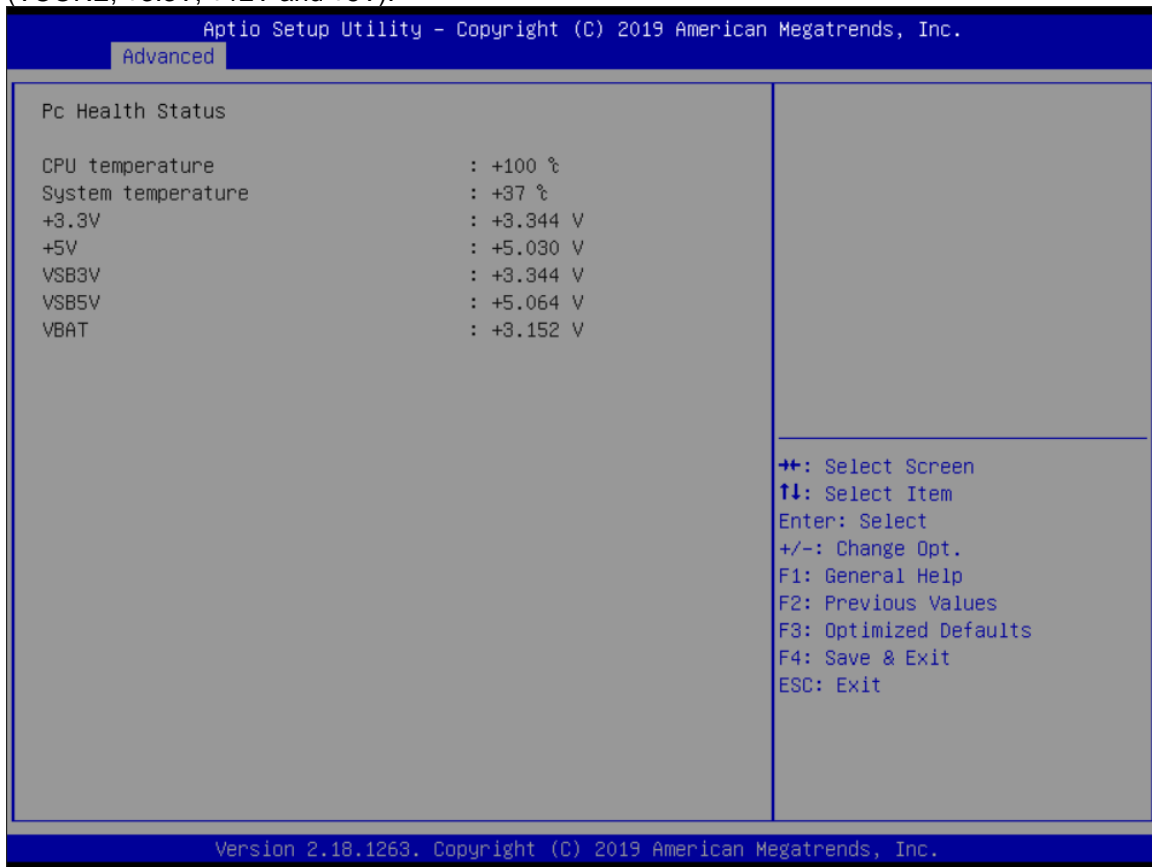 Aptio Setup Utility – Copyright (C) 2019 American Megatrends, Inc.
Advanced
Pc Health Status
CPU temperature : +100 ℃
System temperature : +37 ℃
+3.3V : +3.344 V
+5V : +5.030 V
VSB3V : +3.344 V
VSB5V : +5.064 V
VBAT : +3.152 V
→←: Select Screen
↑↓: Select Item
Enter: Select
+/-: Change Opt.
F1: General Help
F2: Previous Values
F3: Optimized Defaults
F4: Save & Exit
ESC: Exit
Version 2.18.1263. Copyright (C) 2019 American Megatrends, Inc.